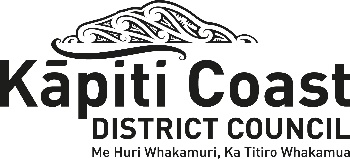 Kāpiti Coast
DISTRICT COUNCIL
Me Huri Whakamuri, Ka Titiro Whakamua